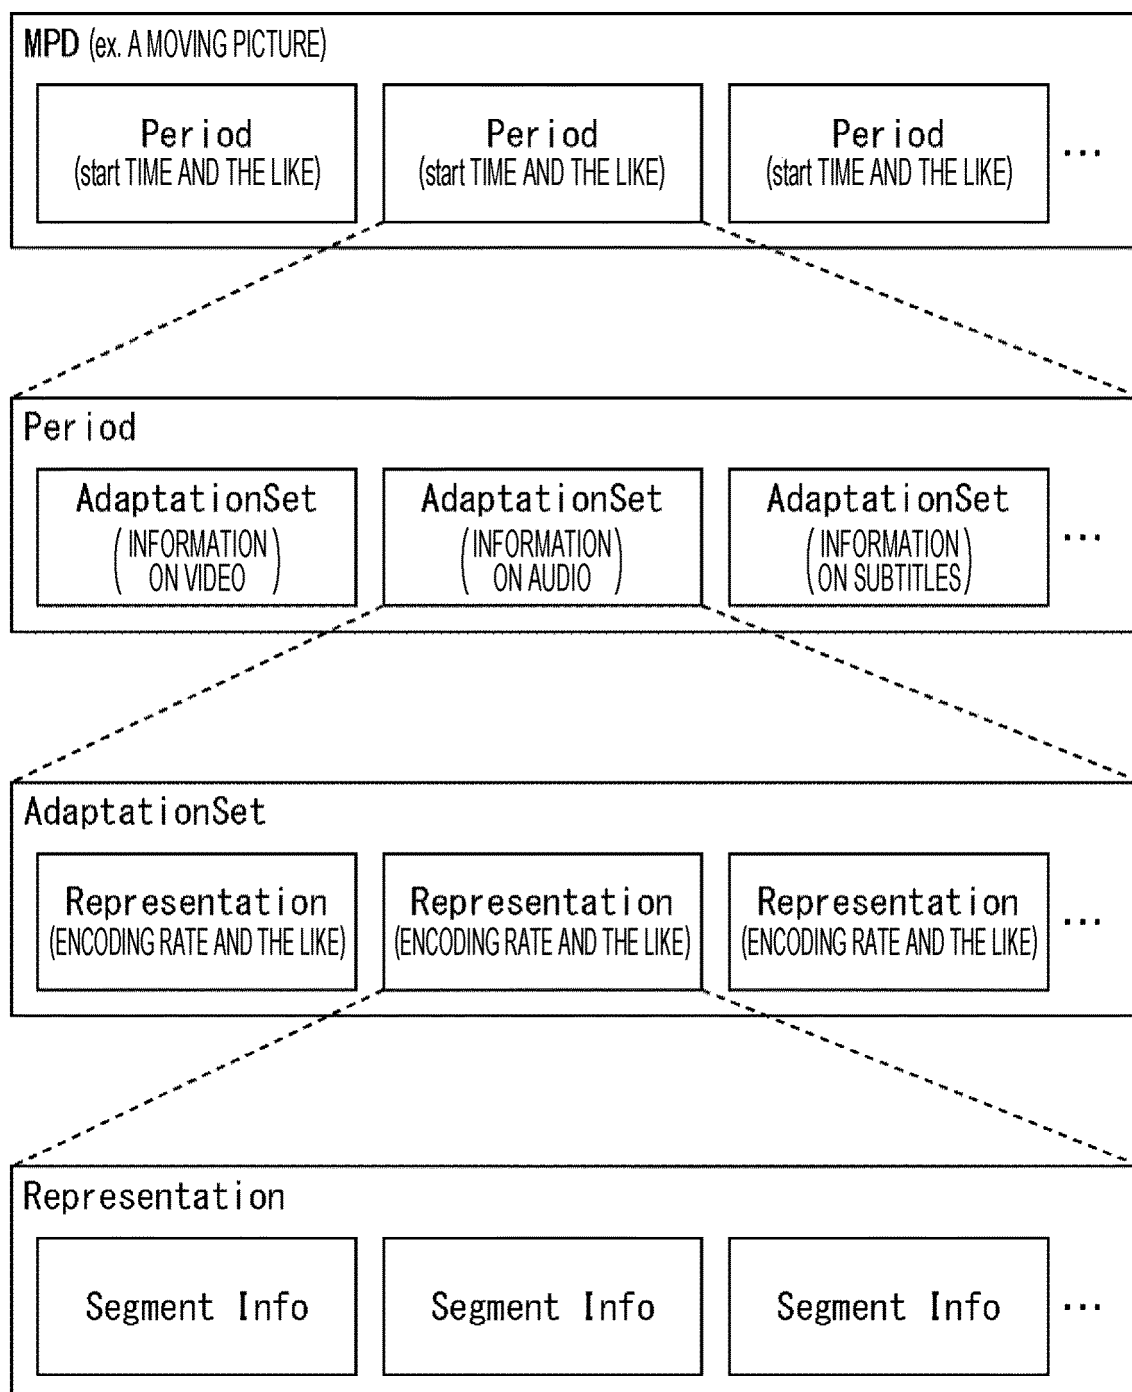 MPD (ex. A MOVING PICTURE)
Period Period Period
(start TIME AND THE LIKE) (start TIME AND THE LIKE) (start TIME AND THE LIKE) ...
Period
AdaptationSet AdaptationSet AdaptationSet
(INFORMATION (INFORMATION (INFORMATION ...
ON VIDEO) ON AUDIO) ON SUBTITLES)
AdaptationSet
Representation Representation Representation ...
(ENCODING RATE AND THE LIKE) (ENCODING RATE AND THE LIKE) (ENCODING RATE AND THE LIKE)
Representation
Segment Info Segment Info Segment Info ...